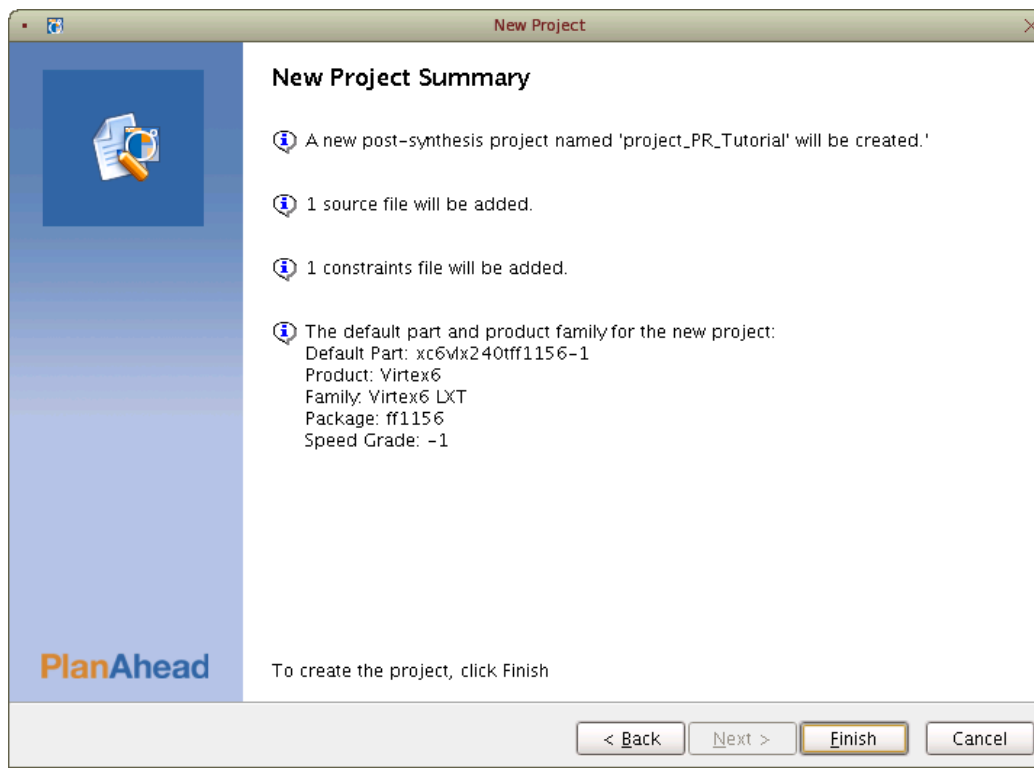 New Project
New Project Summary
A new post-synthesis project named 'project_PR_Tutorial' will be created.'
1 source file will be added.
1 constraints file will be added.
The default part and product family for the new project:
Default Part: xc6vlx240tff1156-1
Product: Virtex6
Family: Virtex6 LXT
Package: ff1156
Speed Grade: -1
PlanAhead
To create the project, click Finish
< Back Next > Finish Cancel